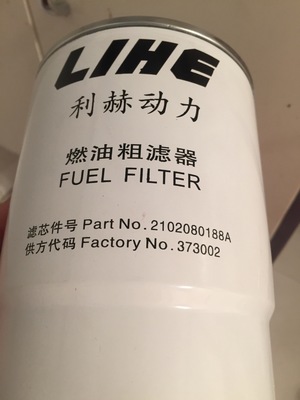 LIHE
利赫动力
燃油粗滤器
FUEL FILTER
滤芯件号 Part No.2102080188A
供方代码 Factory No.373002